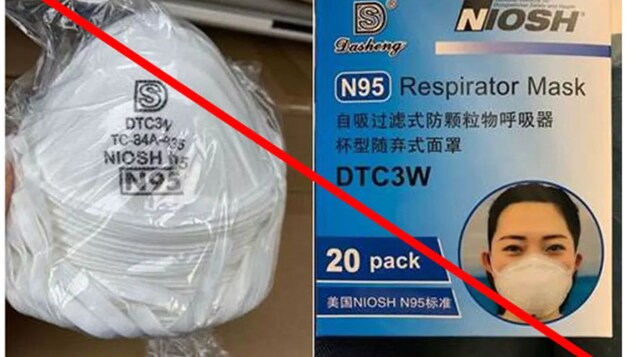 DTC3W
NIOSH
N95
Dasheng
NIOSH
N95 Respirator Mask
自吸过滤式防颗粒物呼吸器
杯型随弃式面罩
DTC3W
20 pack
美国NIOSH N95标准